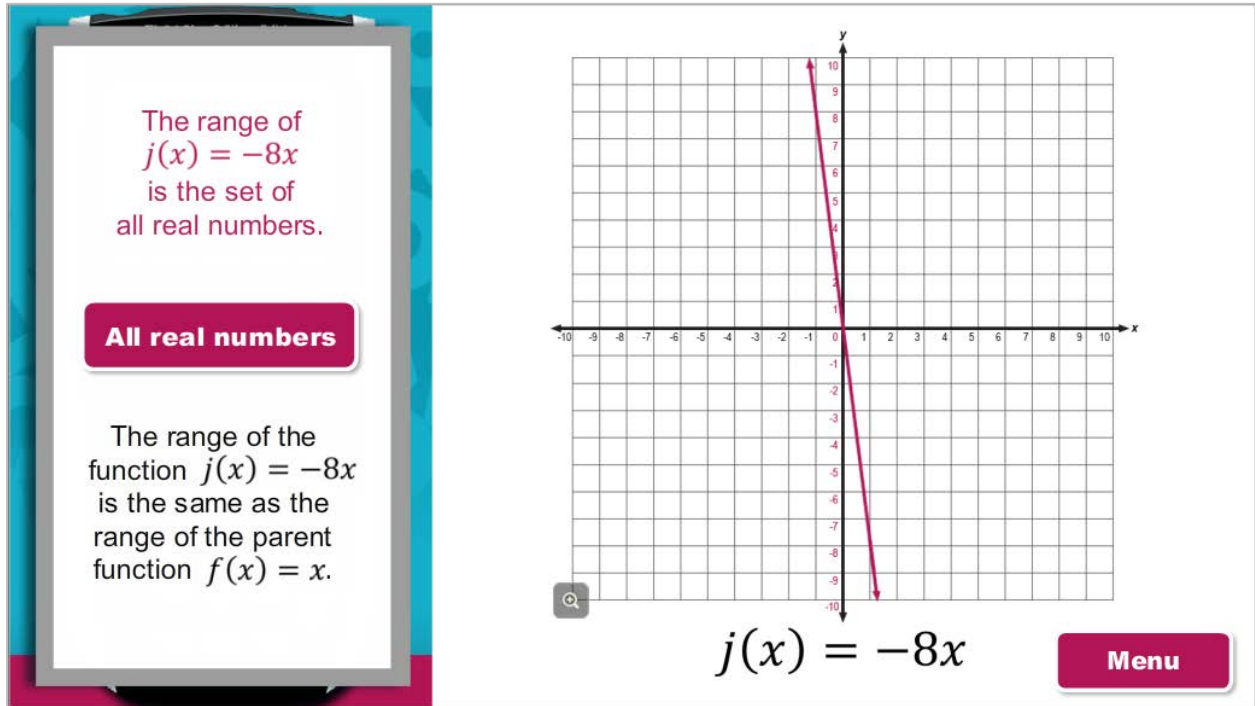 The range of
j(x) = −8x
is the set of
all real numbers.
All real numbers
The range of the
function j(x) = −8x
is the same as the
range of the parent
function f(x) = x.
y
10
9
8
7
6
5
4
3
2
1
-10 -9 -8 -7 -6 -5 -4 -3 -2 -1 0 1 2 3 4 5 6 7 8 9 10 x
-1
-2
-3
-4
-5
-6
-7
-8
-9
-10
j(x) = −8x
Menu